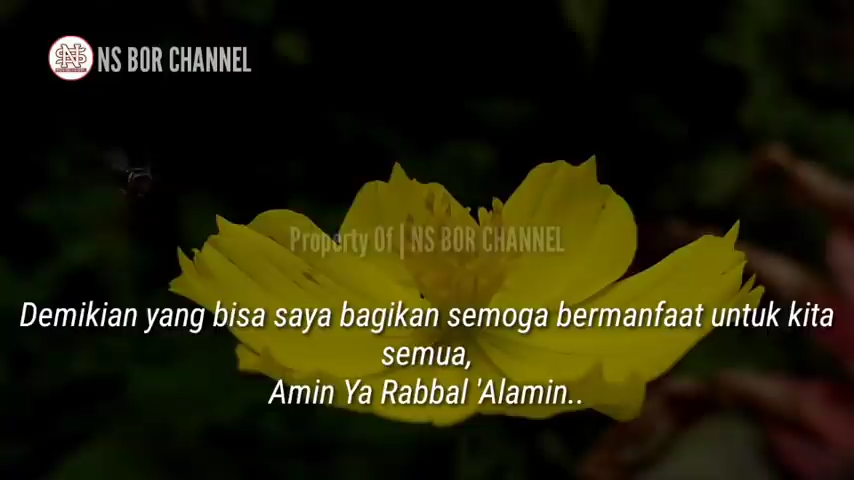 NS BOR CHANNEL
Property Of | NS BOR CHANNEL
Demikian yang bisa saya bagikan semoga bermanfaat untuk kita
semua,
Amin Ya Rabbal 'Alamin..